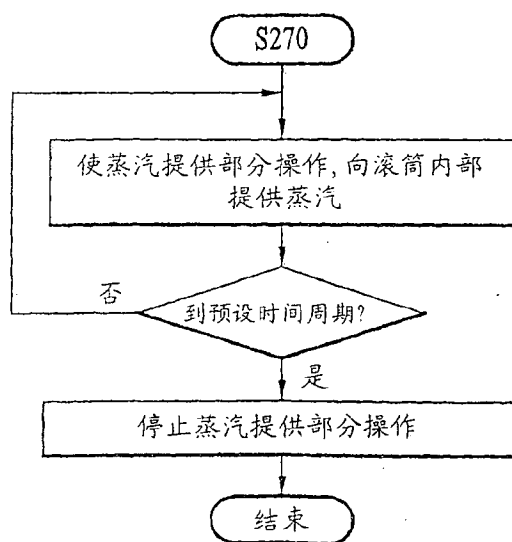 S270
使蒸汽提供部分操作,向滚筒内部
提供蒸汽
否
到预设时间周期?
是
停止蒸汽提供部分操作
结束